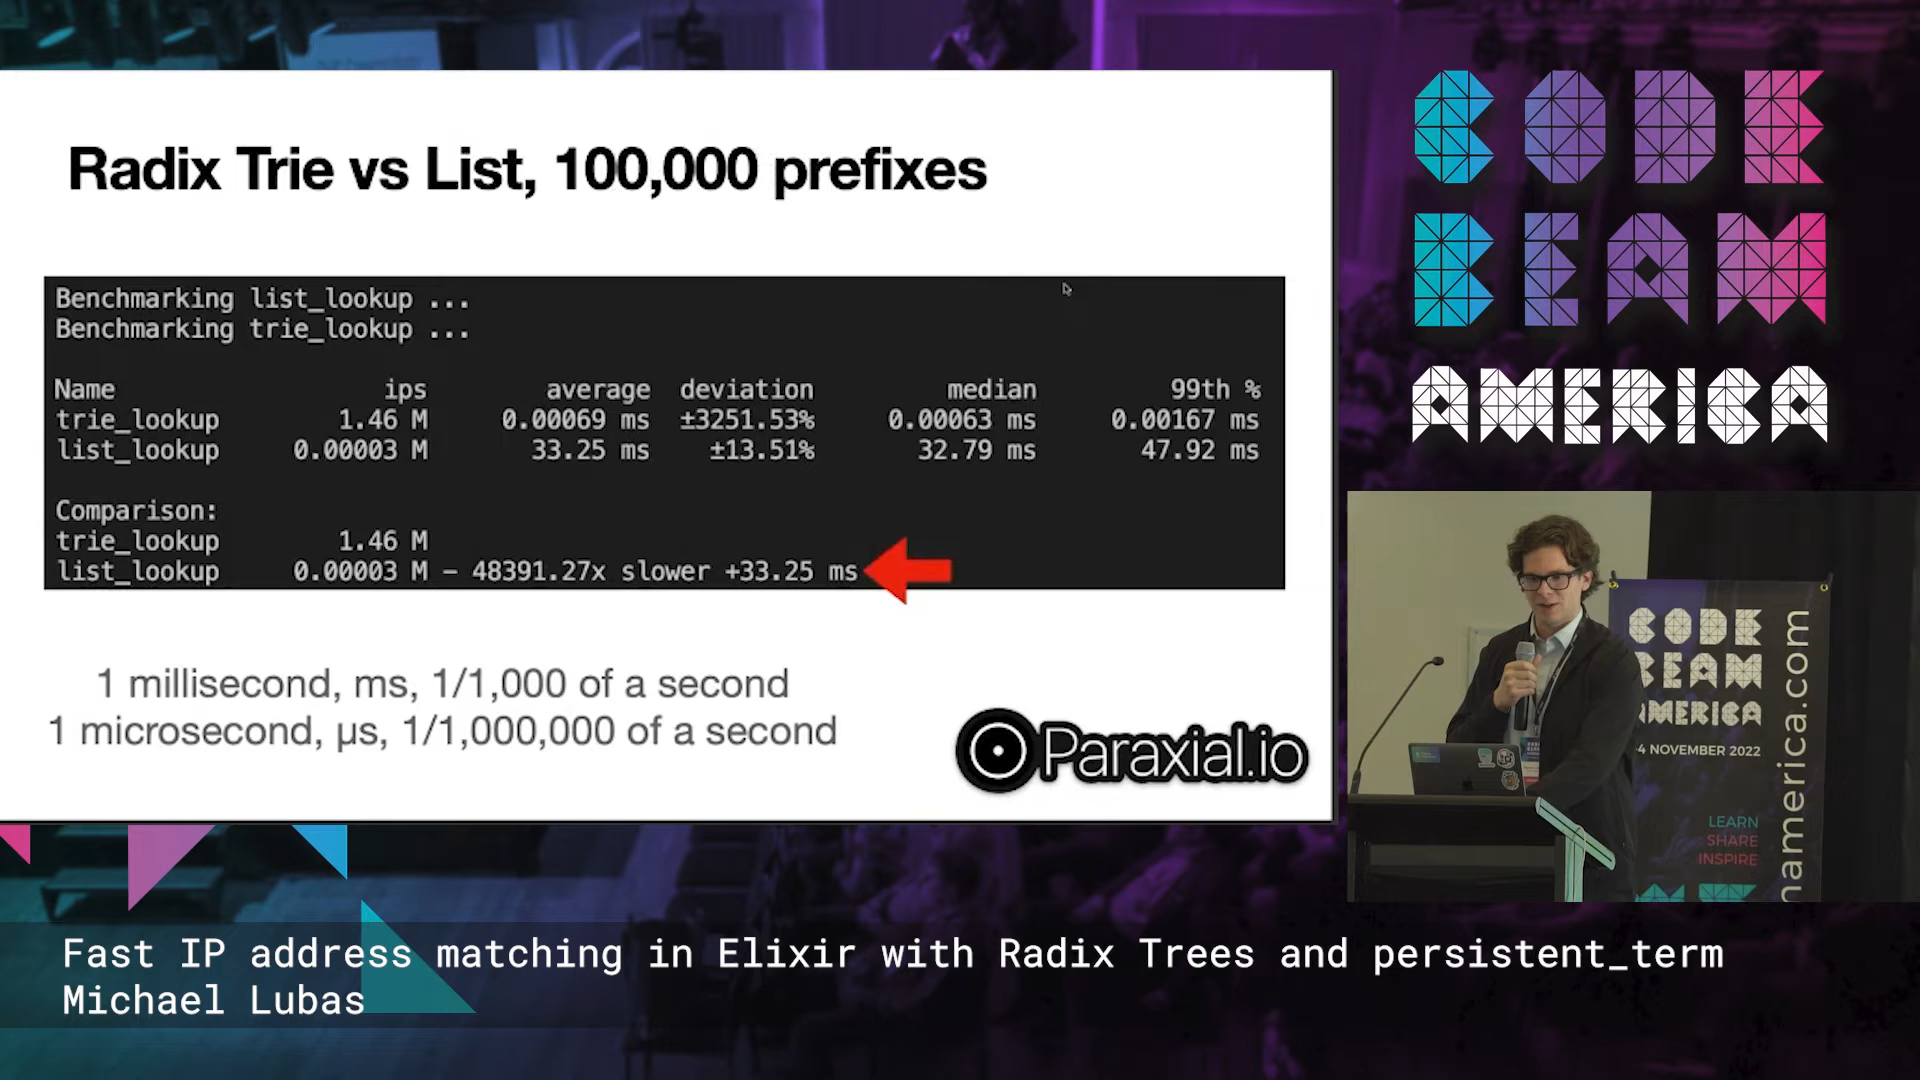 Radix Trie vs List, 100,000 prefixes
Benchmarking list_lookup ...
Benchmarking trie_lookup ...
Name ips average deviation median 99th %
trie_lookup 1.46 M 0.00069 ms ±3251.53% 0.00063 ms 0.00167 ms
list_lookup 0.00003 M 33.25 ms ±13.51% 32.79 ms 47.92 ms
Comparison:
trie_lookup 1.46 M
list_lookup 0.00003 M - 48391.27x slower +33.25 ms
1 millisecond, ms, 1/1,000 of a second
1 microsecond, µs, 1/1,000,000 of a second
Paraxial.io
CODE
BEAM
AMERICA
CODE
BEAM
AMERICA
4 NOVEMBER 2022
LEARN
SHARE
INSPIRE
america.com
Fast IP address matching in Elixir with Radix Trees and persistent_term
Michael Lubas